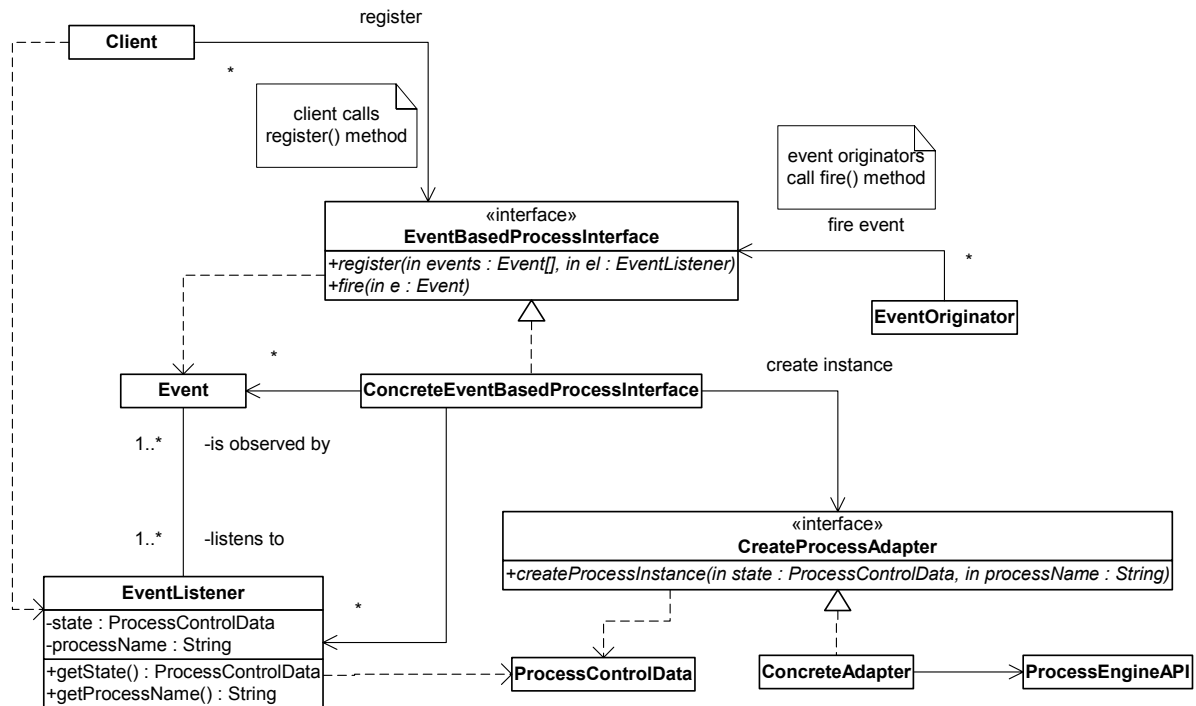 register
Client
*
client calls
register() method
event originators
call fire() method
fire event
*
«interface»
EventBasedProcessInterface
+register(in events : Event[], in el : EventListener)
+fire(in e : Event)
EventOriginator
create instance
*
Event
ConcreteEventBasedProcessInterface
1..*
-is observed by
1..*
-listens to
«interface»
CreateProcessAdapter
+createProcessInstance(in state : ProcessControlData, in processName : String)
EventListener
-state : ProcessControlData
-processName : String
+getState() : ProcessControlData
+getProcessName() : String
*
ProcessControlData
ConcreteAdapter
ProcessEngineAPI